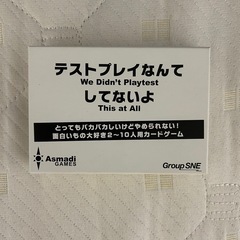 テストプレイなんて
We Didn't Playtest
してないよ
This at All
とってもバカバカしいけどやめられない!
面白いもの大好き2〜10人用カードゲーム
Asmadi
GAMES
Group SNE